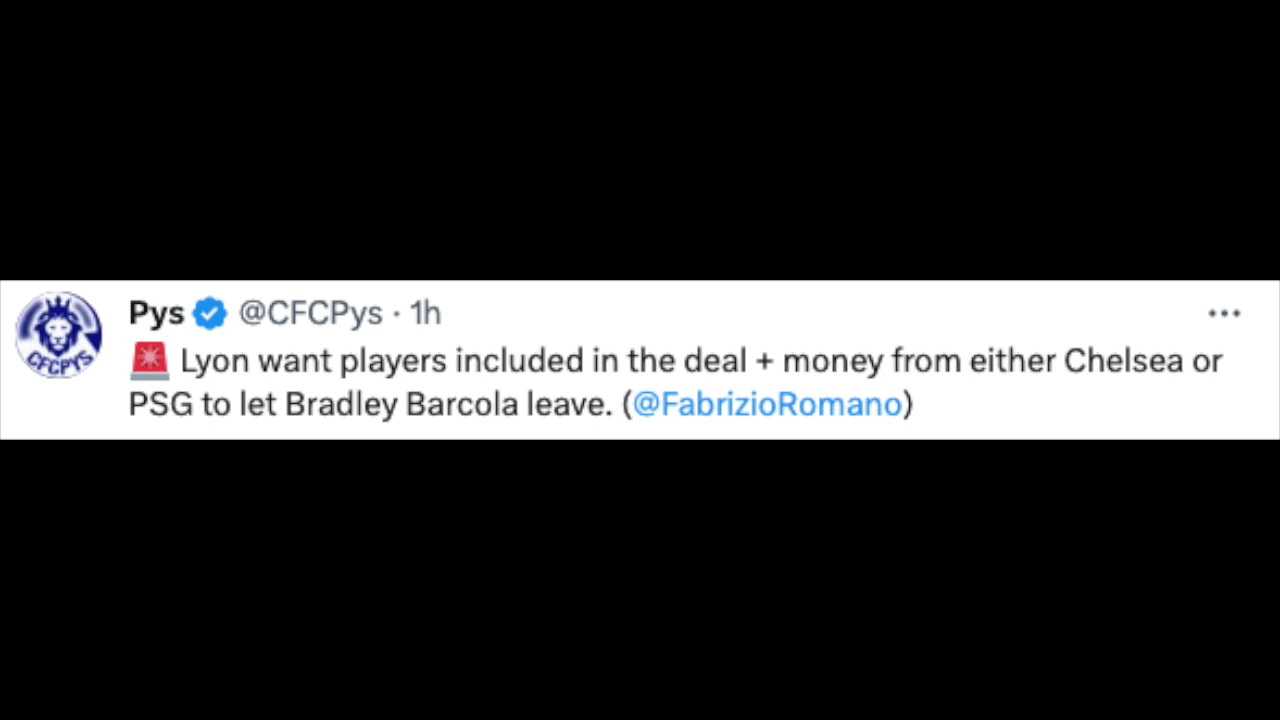 Pys @CFCPys · 1h
🚨 Lyon want players included in the deal + money from either Chelsea or
PSG to let Bradley Barcola leave. (@FabrizioRomano)
CFCPYS